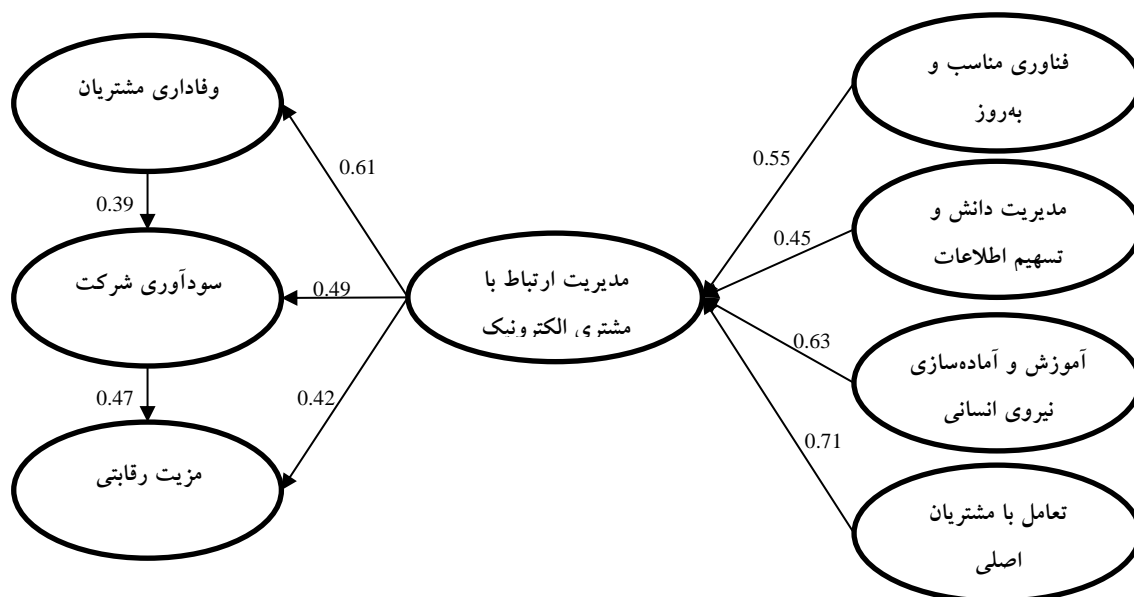 فناوری مناسب و
به‌روز
وفاداری مشتریان
0.55
0.61
0.39
مدیریت دانش و
تسهیم اطلاعات
0.45
سودآوری شرکت
0.49
مدیریت ارتباط با
مشتری الکترونیک
0.63
آموزش و آماده‌سازی
نیروی انسانی
0.47
0.42
0.71
مزیت رقابتی
تعامل با مشتریان
اصلی